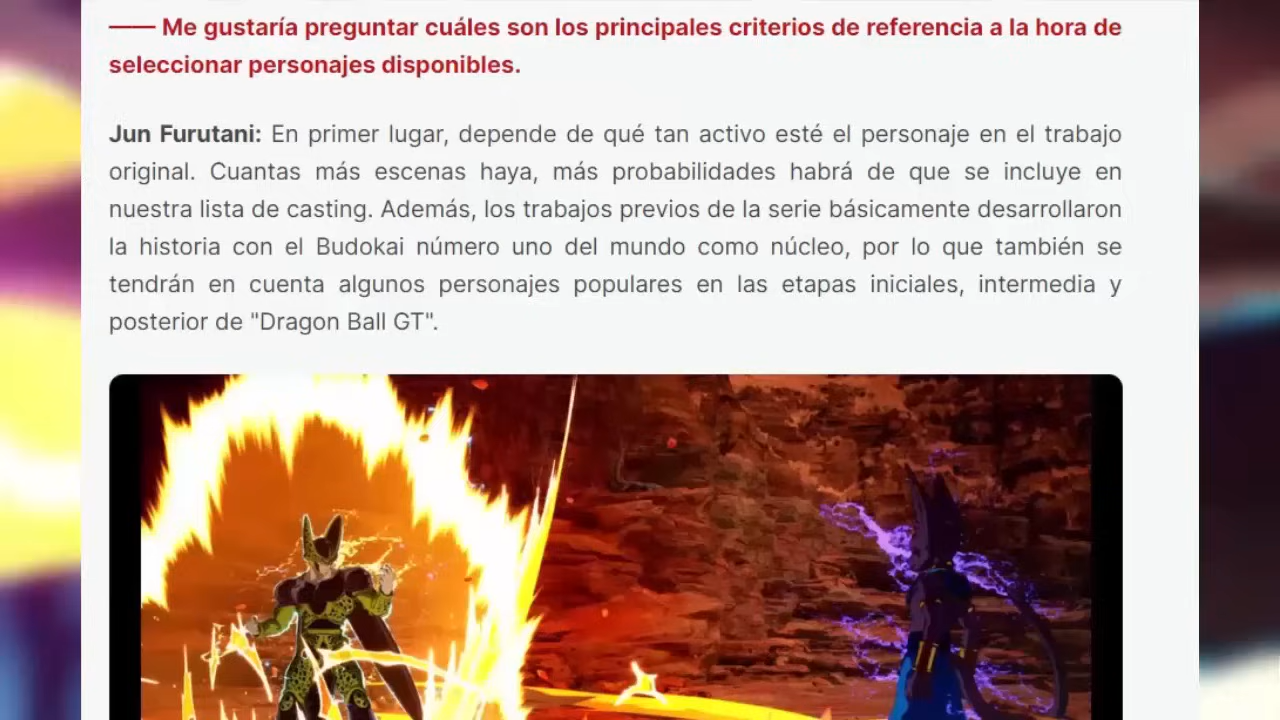 —— Me gustaría preguntar cuáles son los principales criterios de referencia a la hora de
seleccionar personajes disponibles.
Jun Furutani: En primer lugar, depende de qué tan activo esté el personaje en el trabajo
original. Cuantas más escenas haya, más probabilidades habrá de que se incluye en
nuestra lista de casting. Además, los trabajos previos de la serie básicamente desarrollaron
la historia con el Budokai número uno del mundo como núcleo, por lo que también se
tendrán en cuenta algunos personajes populares en las etapas iniciales, intermedia y
posterior de "Dragon Ball GT".